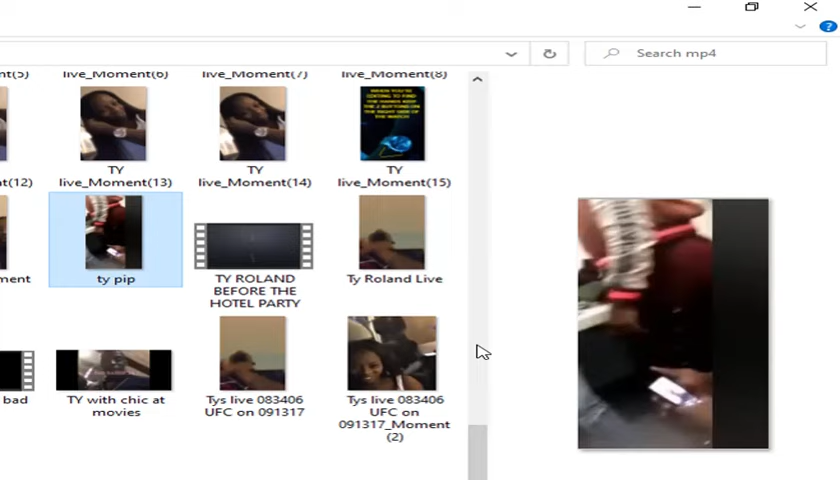 Search mp4
(5)
live_Moment(6)
live_Moment(7)
live_Moment(8)
(12)
TY
live_Moment(13)
TY
live_Moment(14)
TY
live_Moment(15)
ment
ty pip
TY ROLAND
BEFORE THE
HOTEL PARTY
Ty Roland Live
bad
TY with chic at
movies
Tys live 083406
UFC on 091317
Tys live 083406
UFC on
091317_Moment
(2)